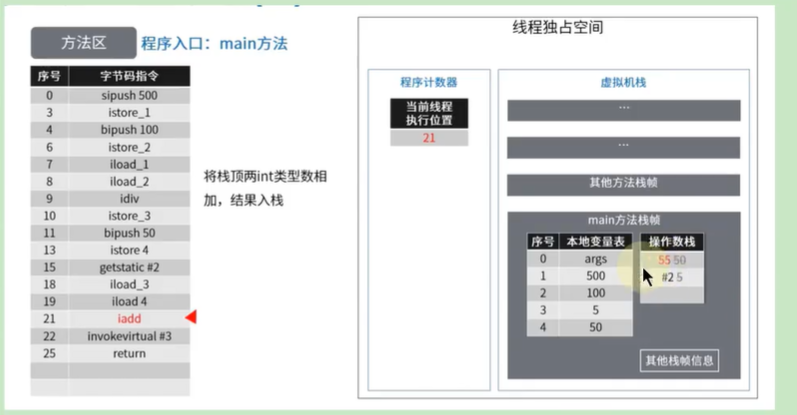 方法区
程序入口：main方法
序号 字节码指令
0 sipush 500
3 istore_1
4 bipush 100
6 istore_2
7 iload_1
8 iload_2
9 idiv
10 istore_3
11 bipush 50
13 istore 4
15 getstatic #2
18 iload_3
19 iload 4
21 iadd
22 invokevirtual #3
25 return
将栈顶两int类型数相
加，结果入栈
线程独占空间
程序计数器
当前线程
执行位置
21
虚拟机栈
...
...
其他方法栈帧
main方法栈帧
序号 本地变量表 操作数栈
0 args 55 50
1 500 #2 5
2 100
3 5
4 50
其他栈帧信息